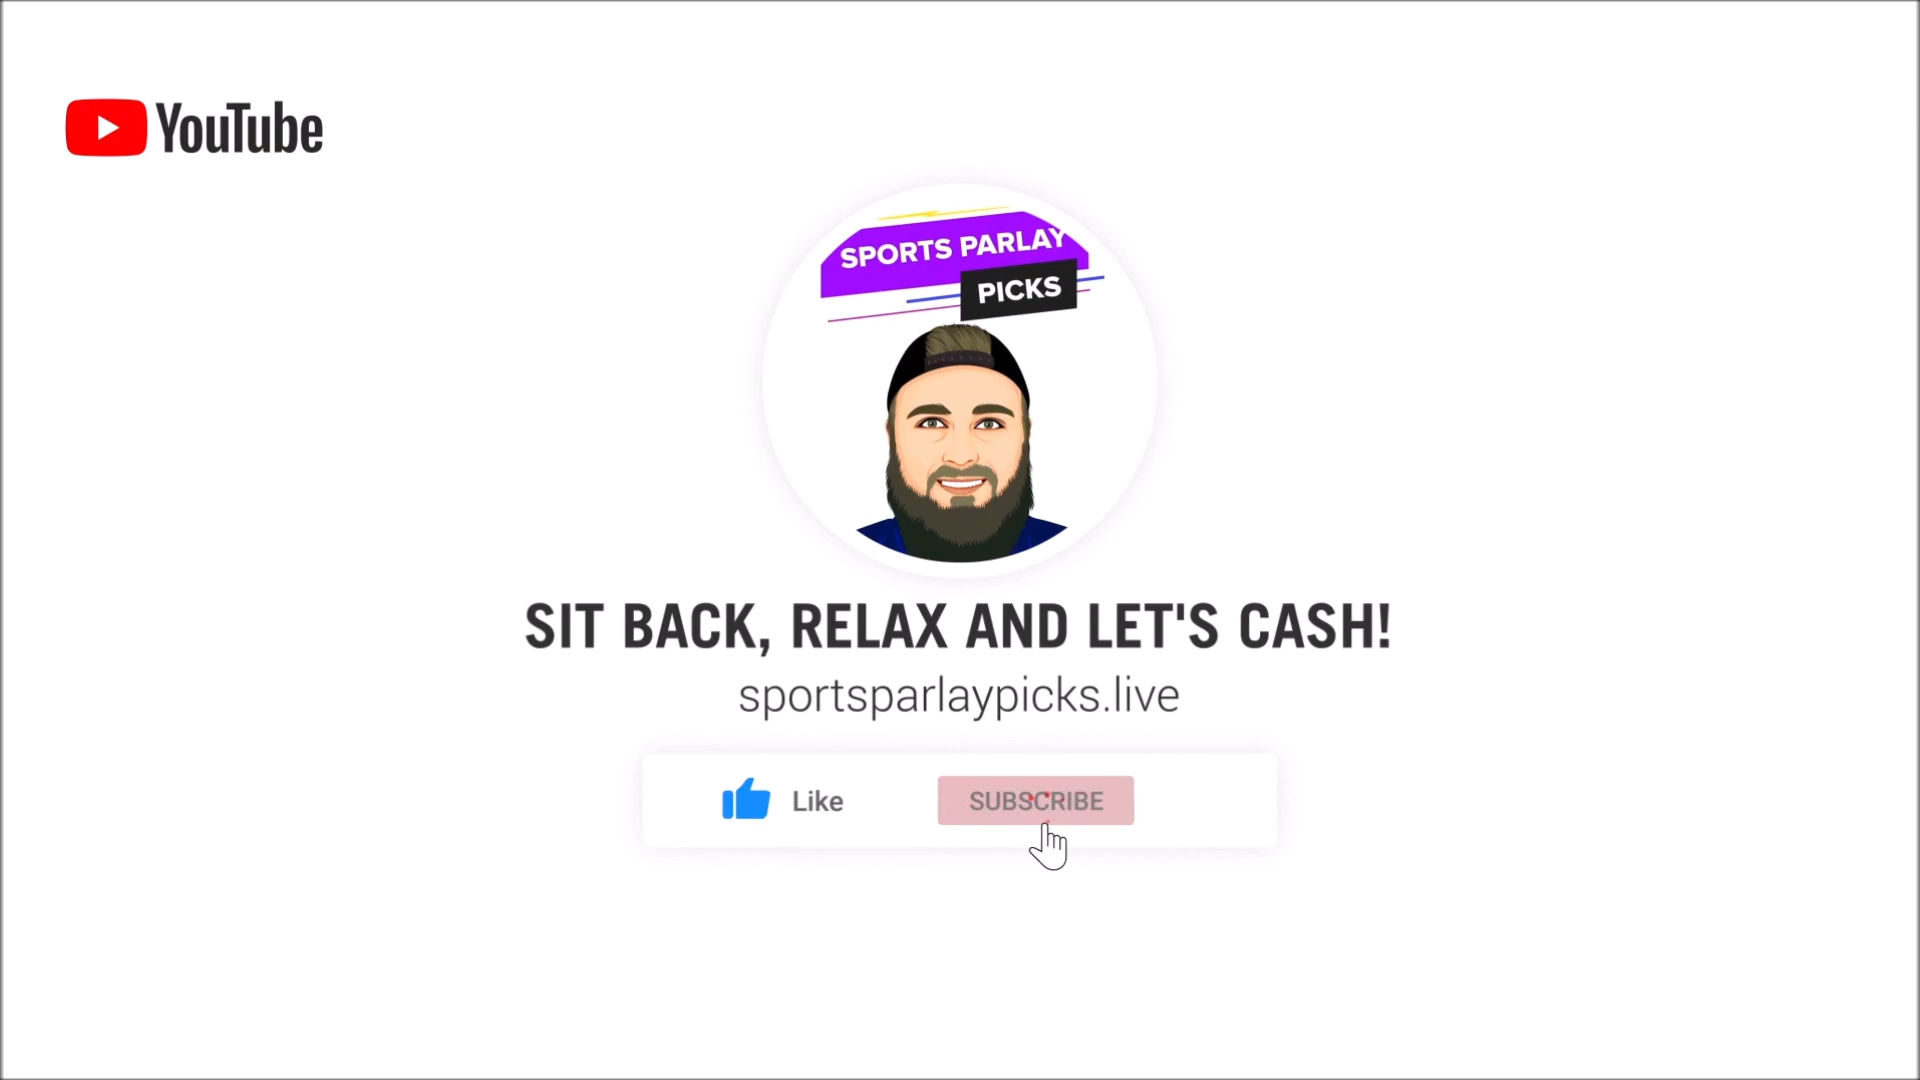 YouTube
SPORTS PARLAY
PICKS
SIT BACK, RELAX AND LET'S CASH!
sportsparlaypicks.live
Like
SUBSCRIBE